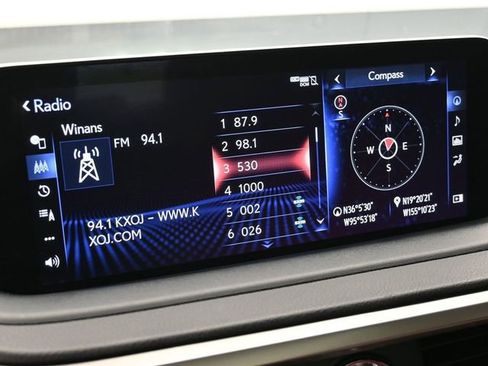 Radio
Compass
Winans
FM 94.1
1 87.9
2 98.1
3 530
4 1000
5 002
6 026
94.1 KXOJ – WWW.K
XOJ.COM
S
N
W E
S
N36°5'30"
W95°53'18"
N19°20'21"
W155°10'23"